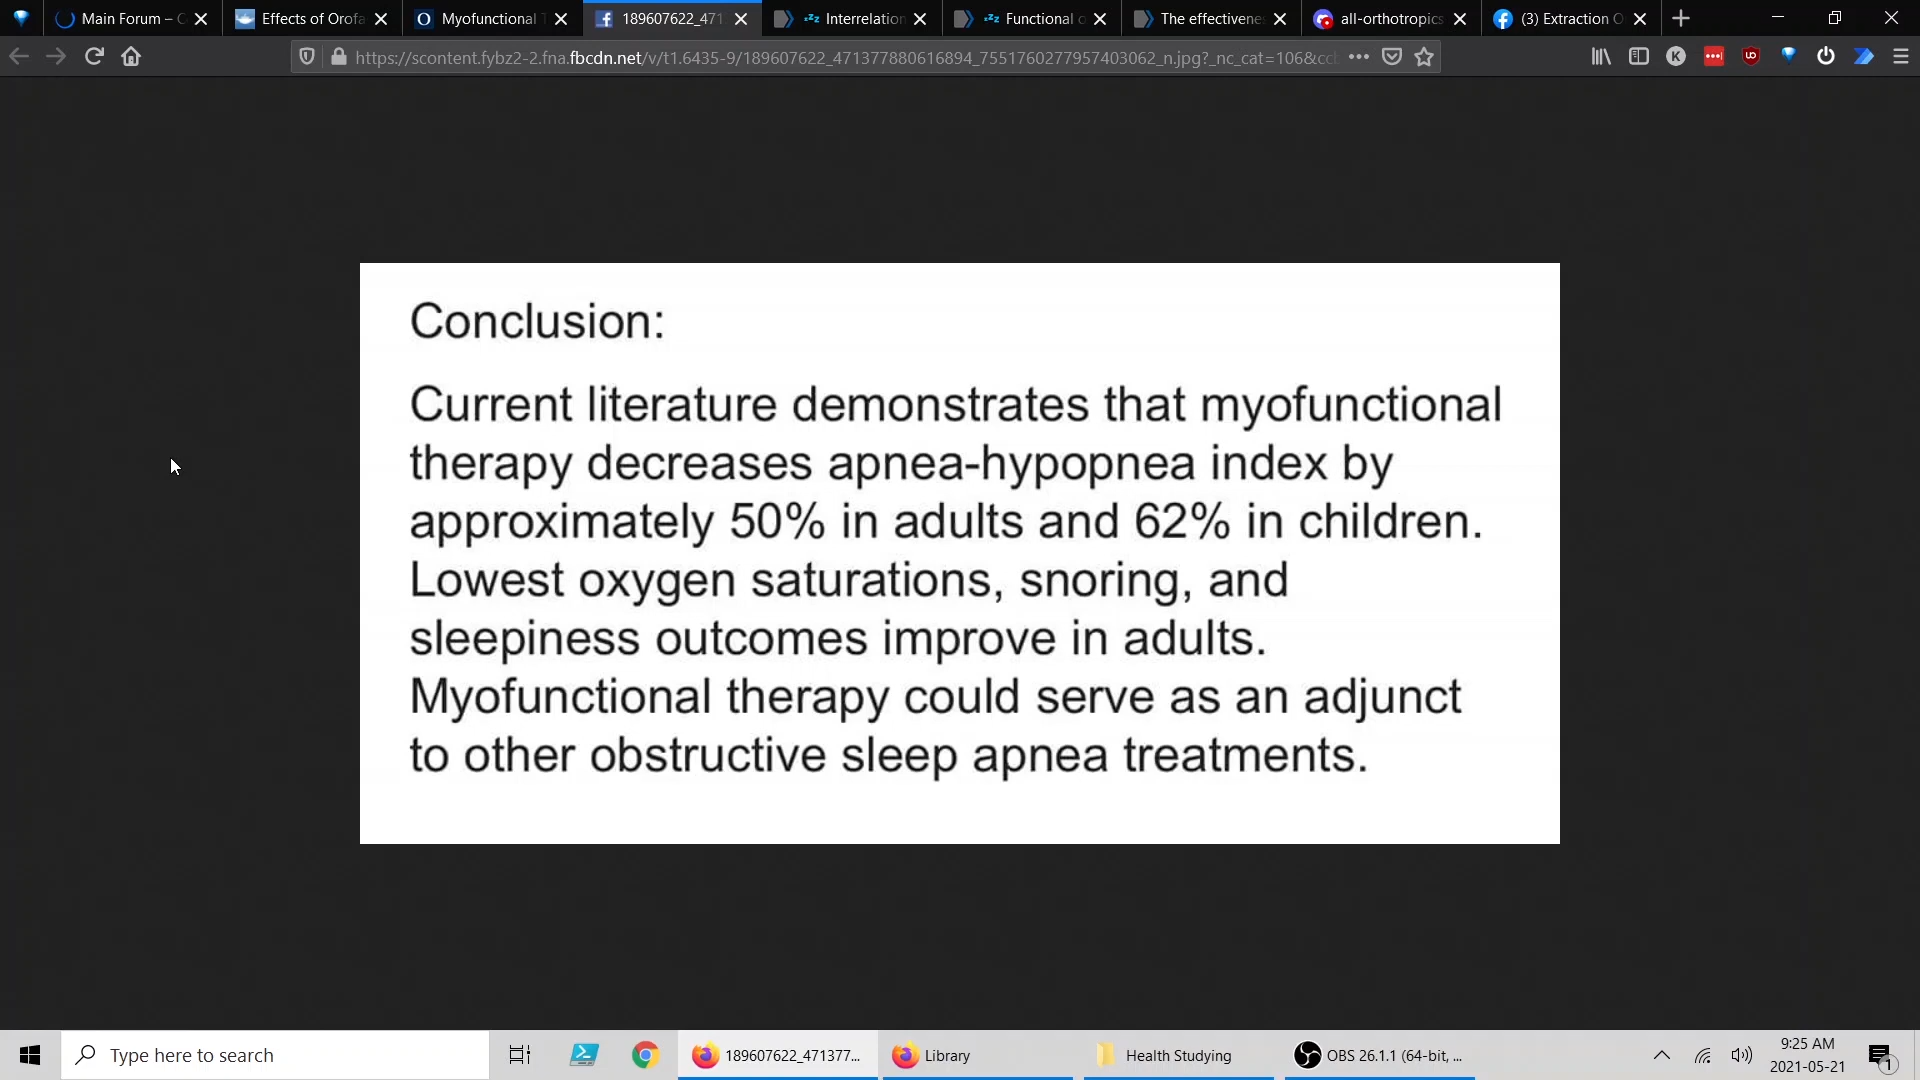 Main Forum – C
Effects of Orofa
Myofunctional T
189607622_471
Interrelation
Functional o
The effectivene
all-orthotropics
(3) Extraction O
https://scontent.fybz2-2.fna.fbcdn.net/v/t1.6435-9/189607622_471377880616894_7551760277957403062_n.jpg?_nc_cat=106&ccb
Conclusion:
Current literature demonstrates that myofunctional
therapy decreases apnea-hypopnea index by
approximately 50% in adults and 62% in children.
Lowest oxygen saturations, snoring, and
sleepiness outcomes improve in adults.
Myofunctional therapy could serve as an adjunct
to other obstructive sleep apnea treatments.
Type here to search
189607622_471377...
Library
Health Studying
OBS 26.1.1 (64-bit, ...
9:25 AM
2021-05-21
1